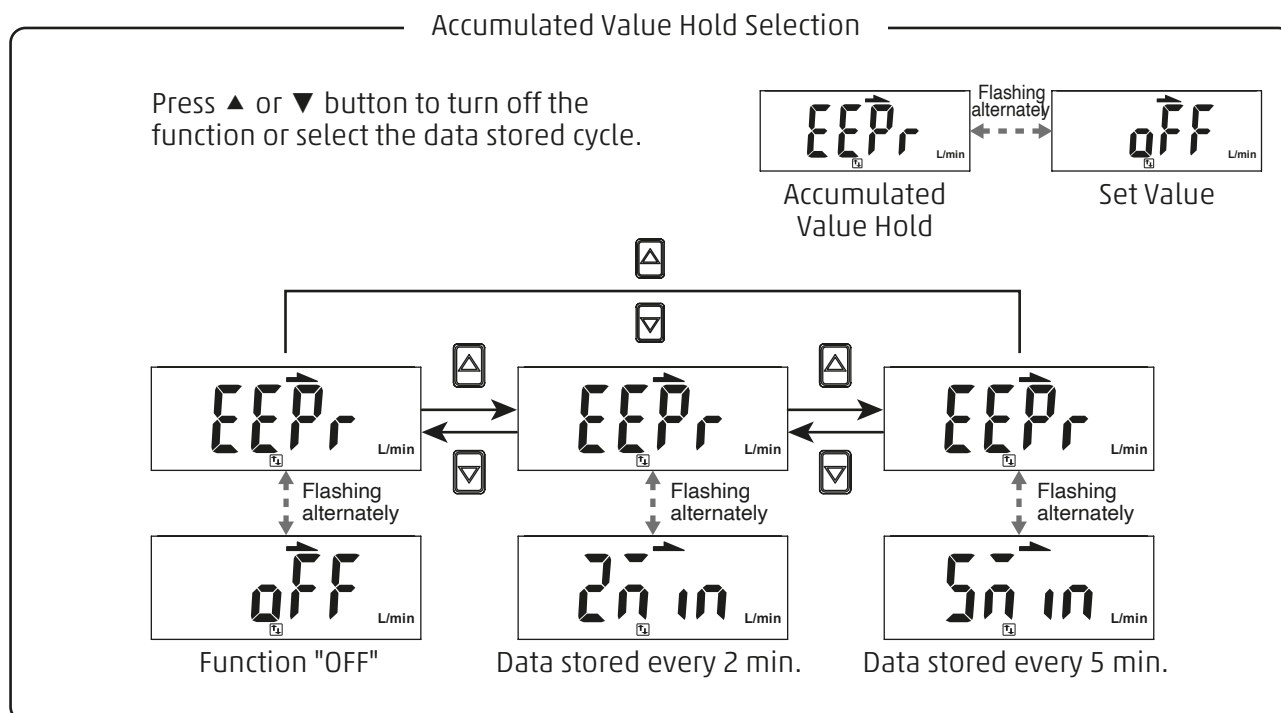 Accumulated Value Hold Selection
Press ▲ or ▼ button to turn off the
function or select the data stored cycle.
EEPr
L/min
Flashing
alternately
oFF
L/min
Accumulated
Value Hold
Set Value
EEPr
L/min
EEPr
L/min
EEPr
L/min
Flashing
alternately
Flashing
alternately
Flashing
alternately
oFF
L/min
2min
L/min
5min
L/min
Function "OFF"
Data stored every 2 min.
Data stored every 5 min.